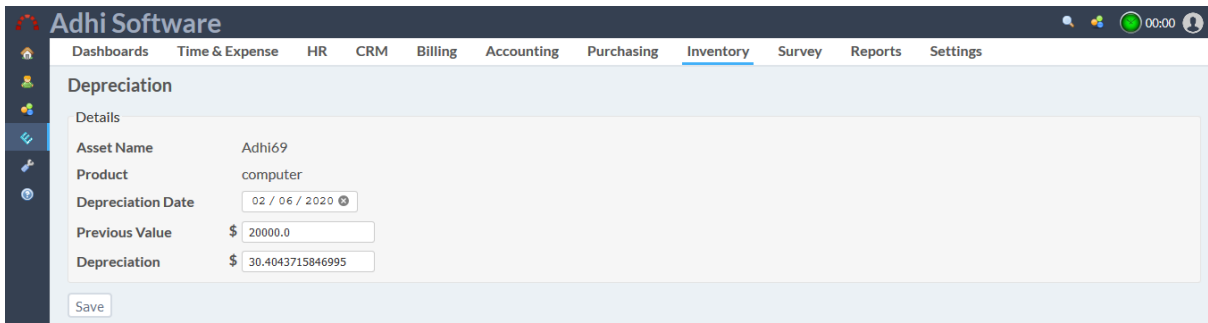 Adhi Software
00:00
Dashboards Time & Expense HR CRM Billing Accounting Purchasing Inventory Survey Reports Settings
Depreciation
Details
Asset Name Adhi69
Product computer
Depreciation Date 02 / 06 / 2020
Previous Value $ 20000.0
Depreciation $ 30.4043715846995
Save